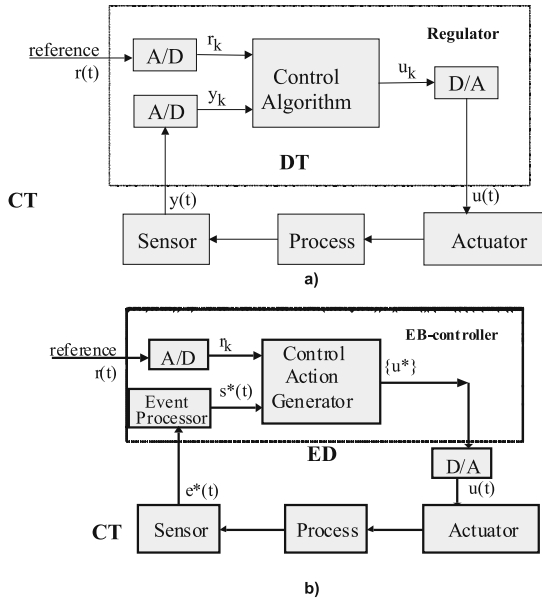 reference
r(t)
A/D
r_k
Regulator
Control
Algorithm
u_k
D/A
A/D
y_k
DT
CT
y(t)
u(t)
Sensor
Process
Actuator
a)
reference
r(t)
A/D
η_k
EB-controller
Control
Action
Generator
{u*}
Event
Processor
s*(t)
ED
D/A
e*(t)
u(t)
CT
Sensor
Process
Actuator
b)